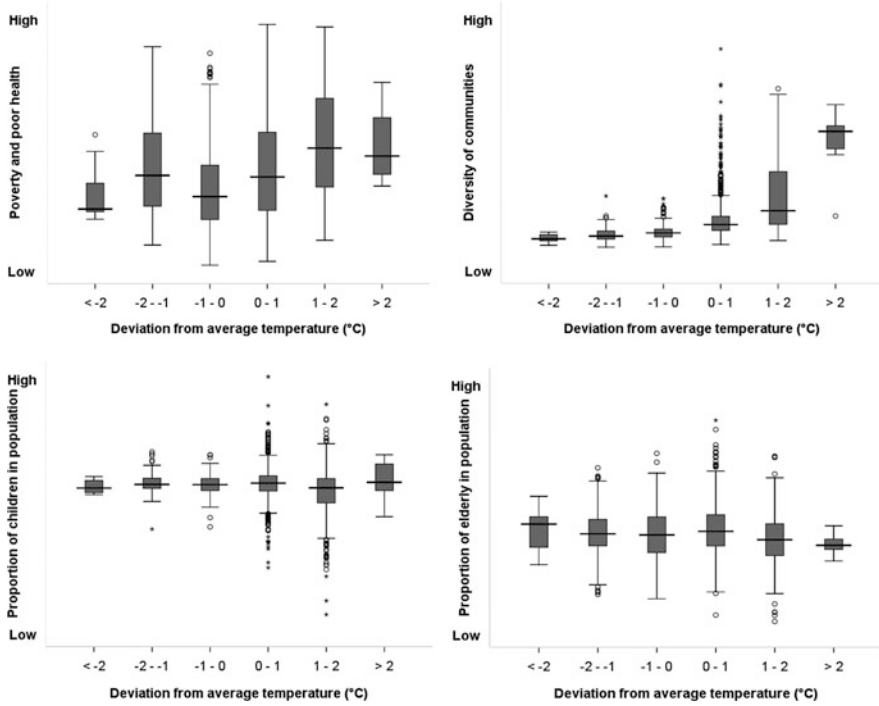 High
Poverty and poor health
Low
< -2 -2 - -1 -1 - 0 0 - 1 1 - 2 > 2
Deviation from average temperature (°C)
High
Diversity of communities
Low
< -2 -2 - -1 -1 - 0 0 - 1 1 - 2 > 2
Deviation from average temperature (°C)
High
Proportion of children in population
Low
< -2 -2 - -1 -1 - 0 0 - 1 1 - 2 > 2
Deviation from average temperature (°C)
High
Proportion of elderly in population
Low
< -2 -2 - -1 -1 - 0 0 - 1 1 - 2 > 2
Deviation from average temperature (°C)